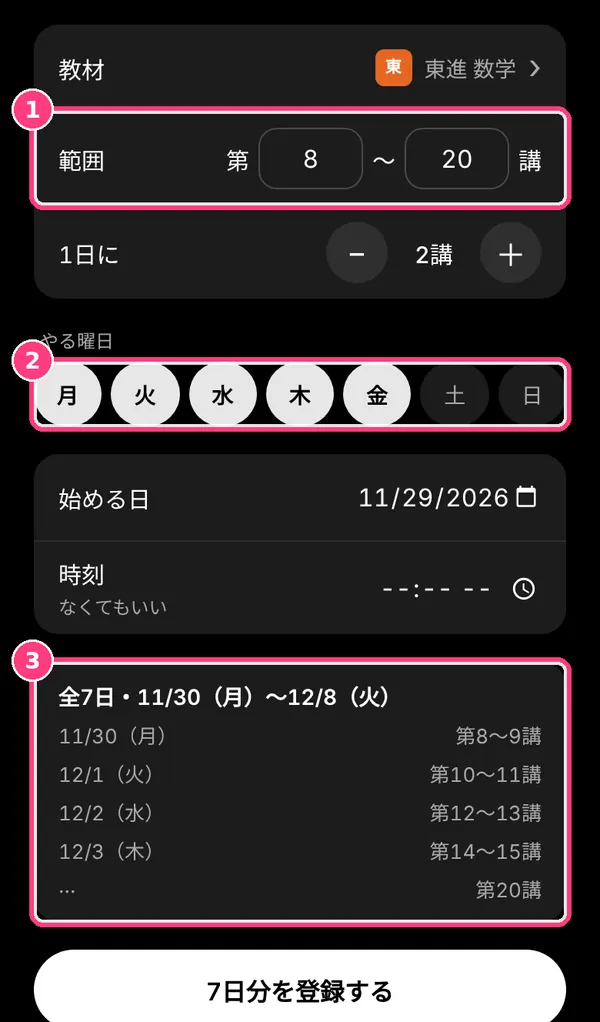 教材 東 東進 数学 >
1
範囲 第 8 〜 20 講
1日に − 2講 +
やる曜日
2
月 火 水 木 金 土 日
始める日 11/29/2026
時刻 --:-- --
なくてもいい
3
全7日・11/30（月）〜12/8（火）
11/30（月） 第8〜9講
12/1（火） 第10〜11講
12/2（水） 第12〜13講
12/3（木） 第14〜15講
… 第20講
7日分を登録する